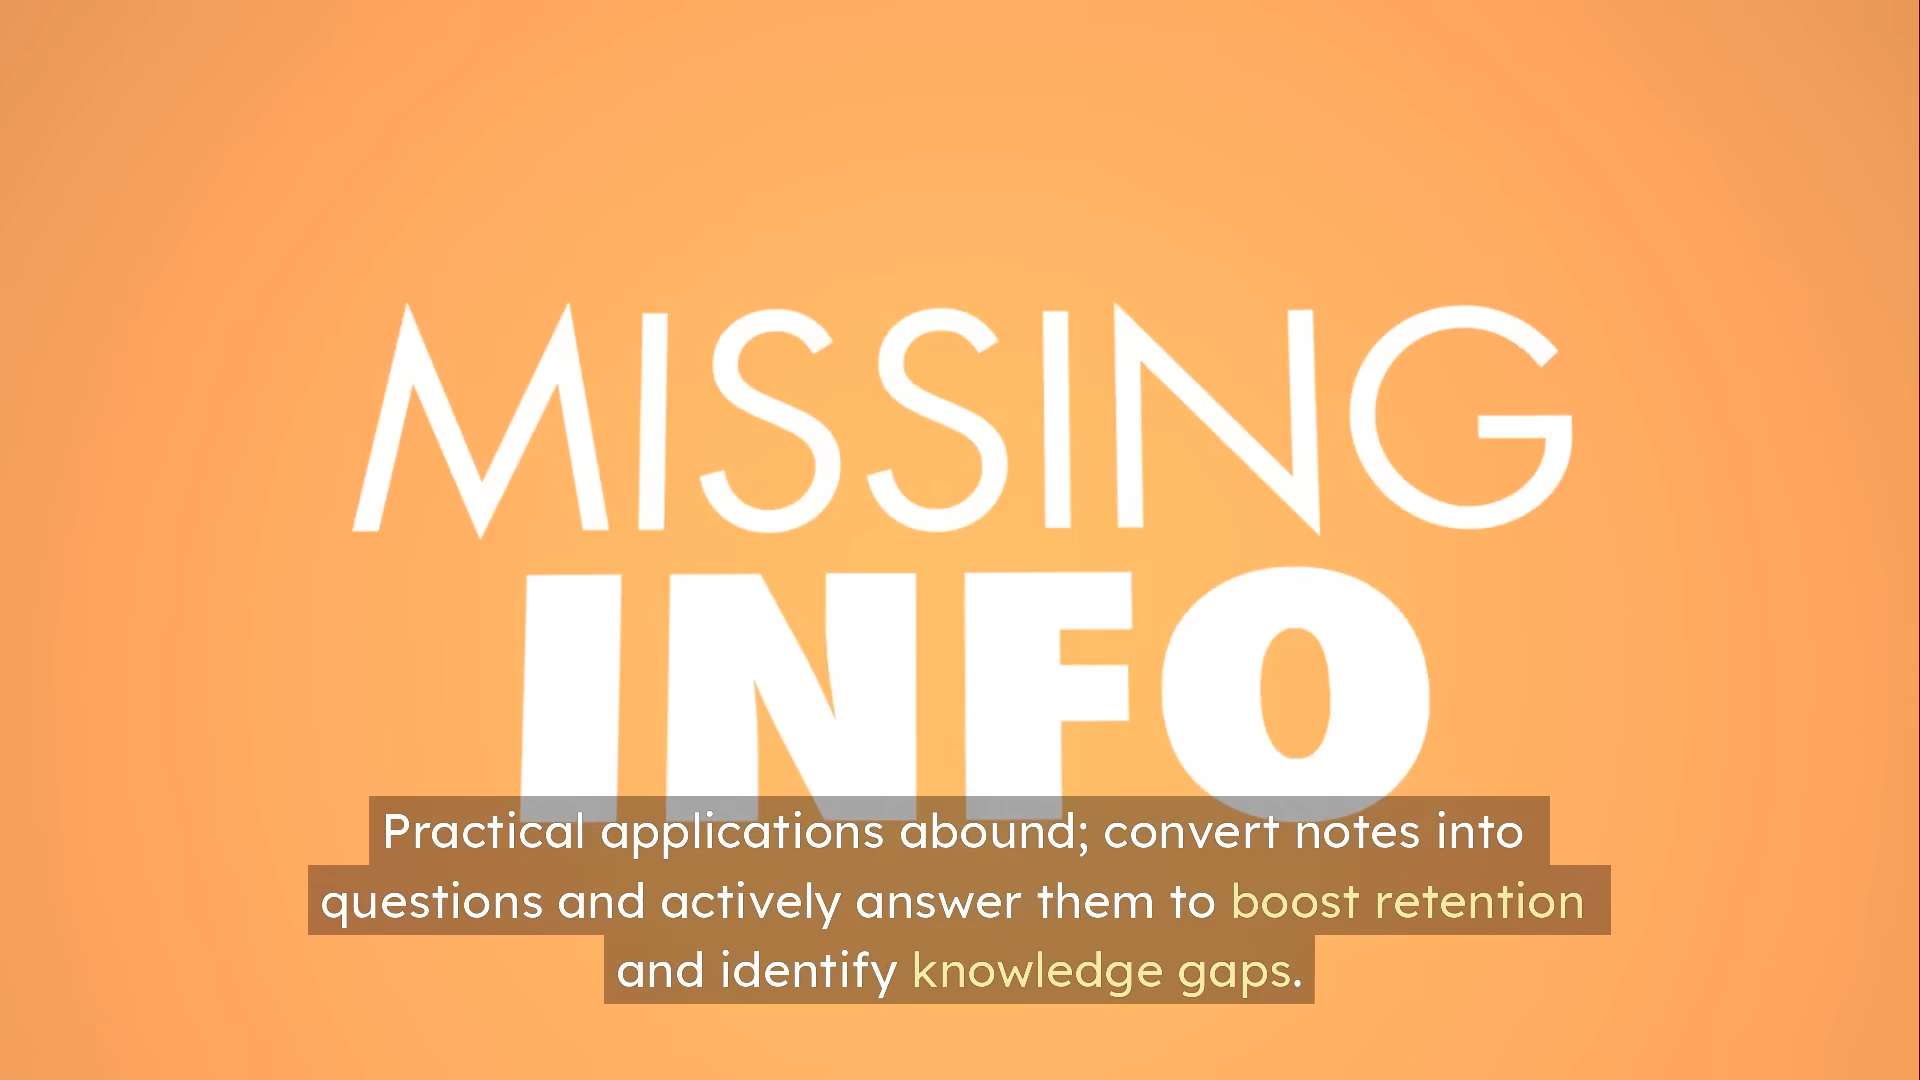 MISSING
INFO
Practical applications abound; convert notes into
questions and actively answer them to boost retention
and identify knowledge gaps.